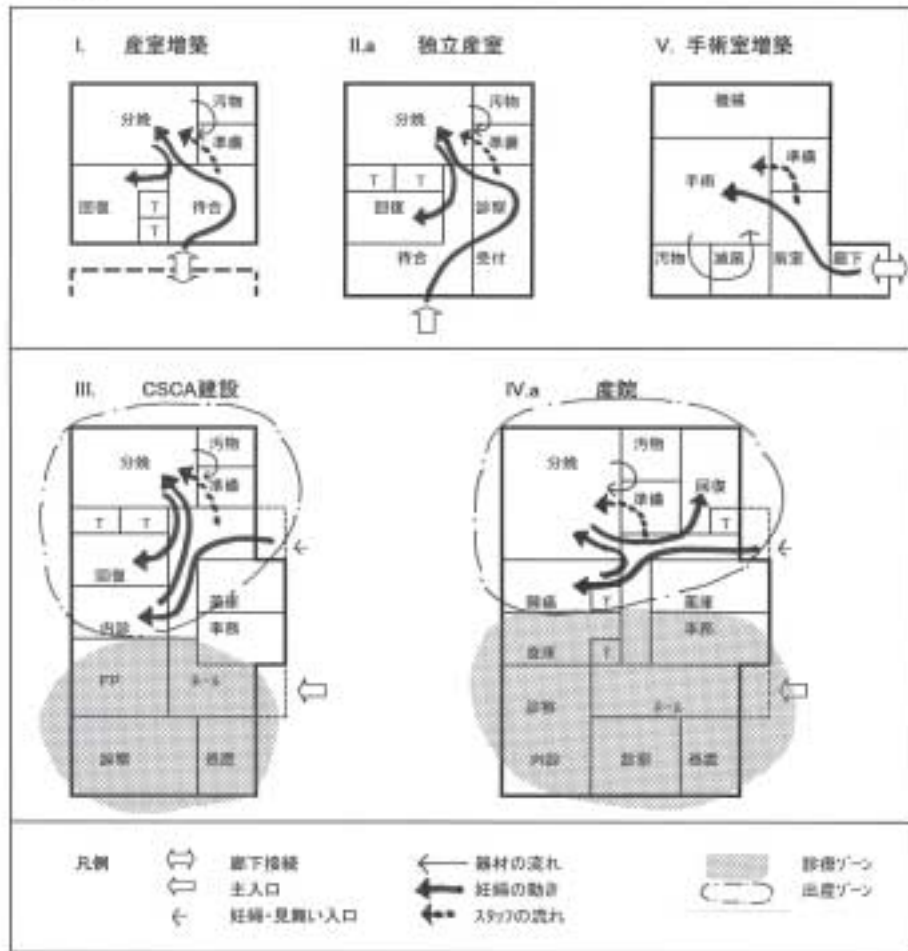 I. 産室増築
分娩
汚物
準備
回復
T
T
待合
II.a 独立産室
分娩
汚物
準備
T T
回復
診察
待合
受付
V. 手術室増築
機械
準備
手術
汚物
滅菌
前室
廊下
III. CSCA建設
分娩
汚物
準備
T T
回復
薬庫
内診
事務
FP
ホール
診察
処置
IV.a 産院
分娩
汚物
準備
回復
T
陣痛
T
薬庫
事務
倉庫
T
診察
ホール
内診
診察
処置
凡例
廊下接続
主入口
妊婦・見舞い入口
器材の流れ
妊婦の動き
スタッフの流れ
診療ゾーン
出産ゾーン